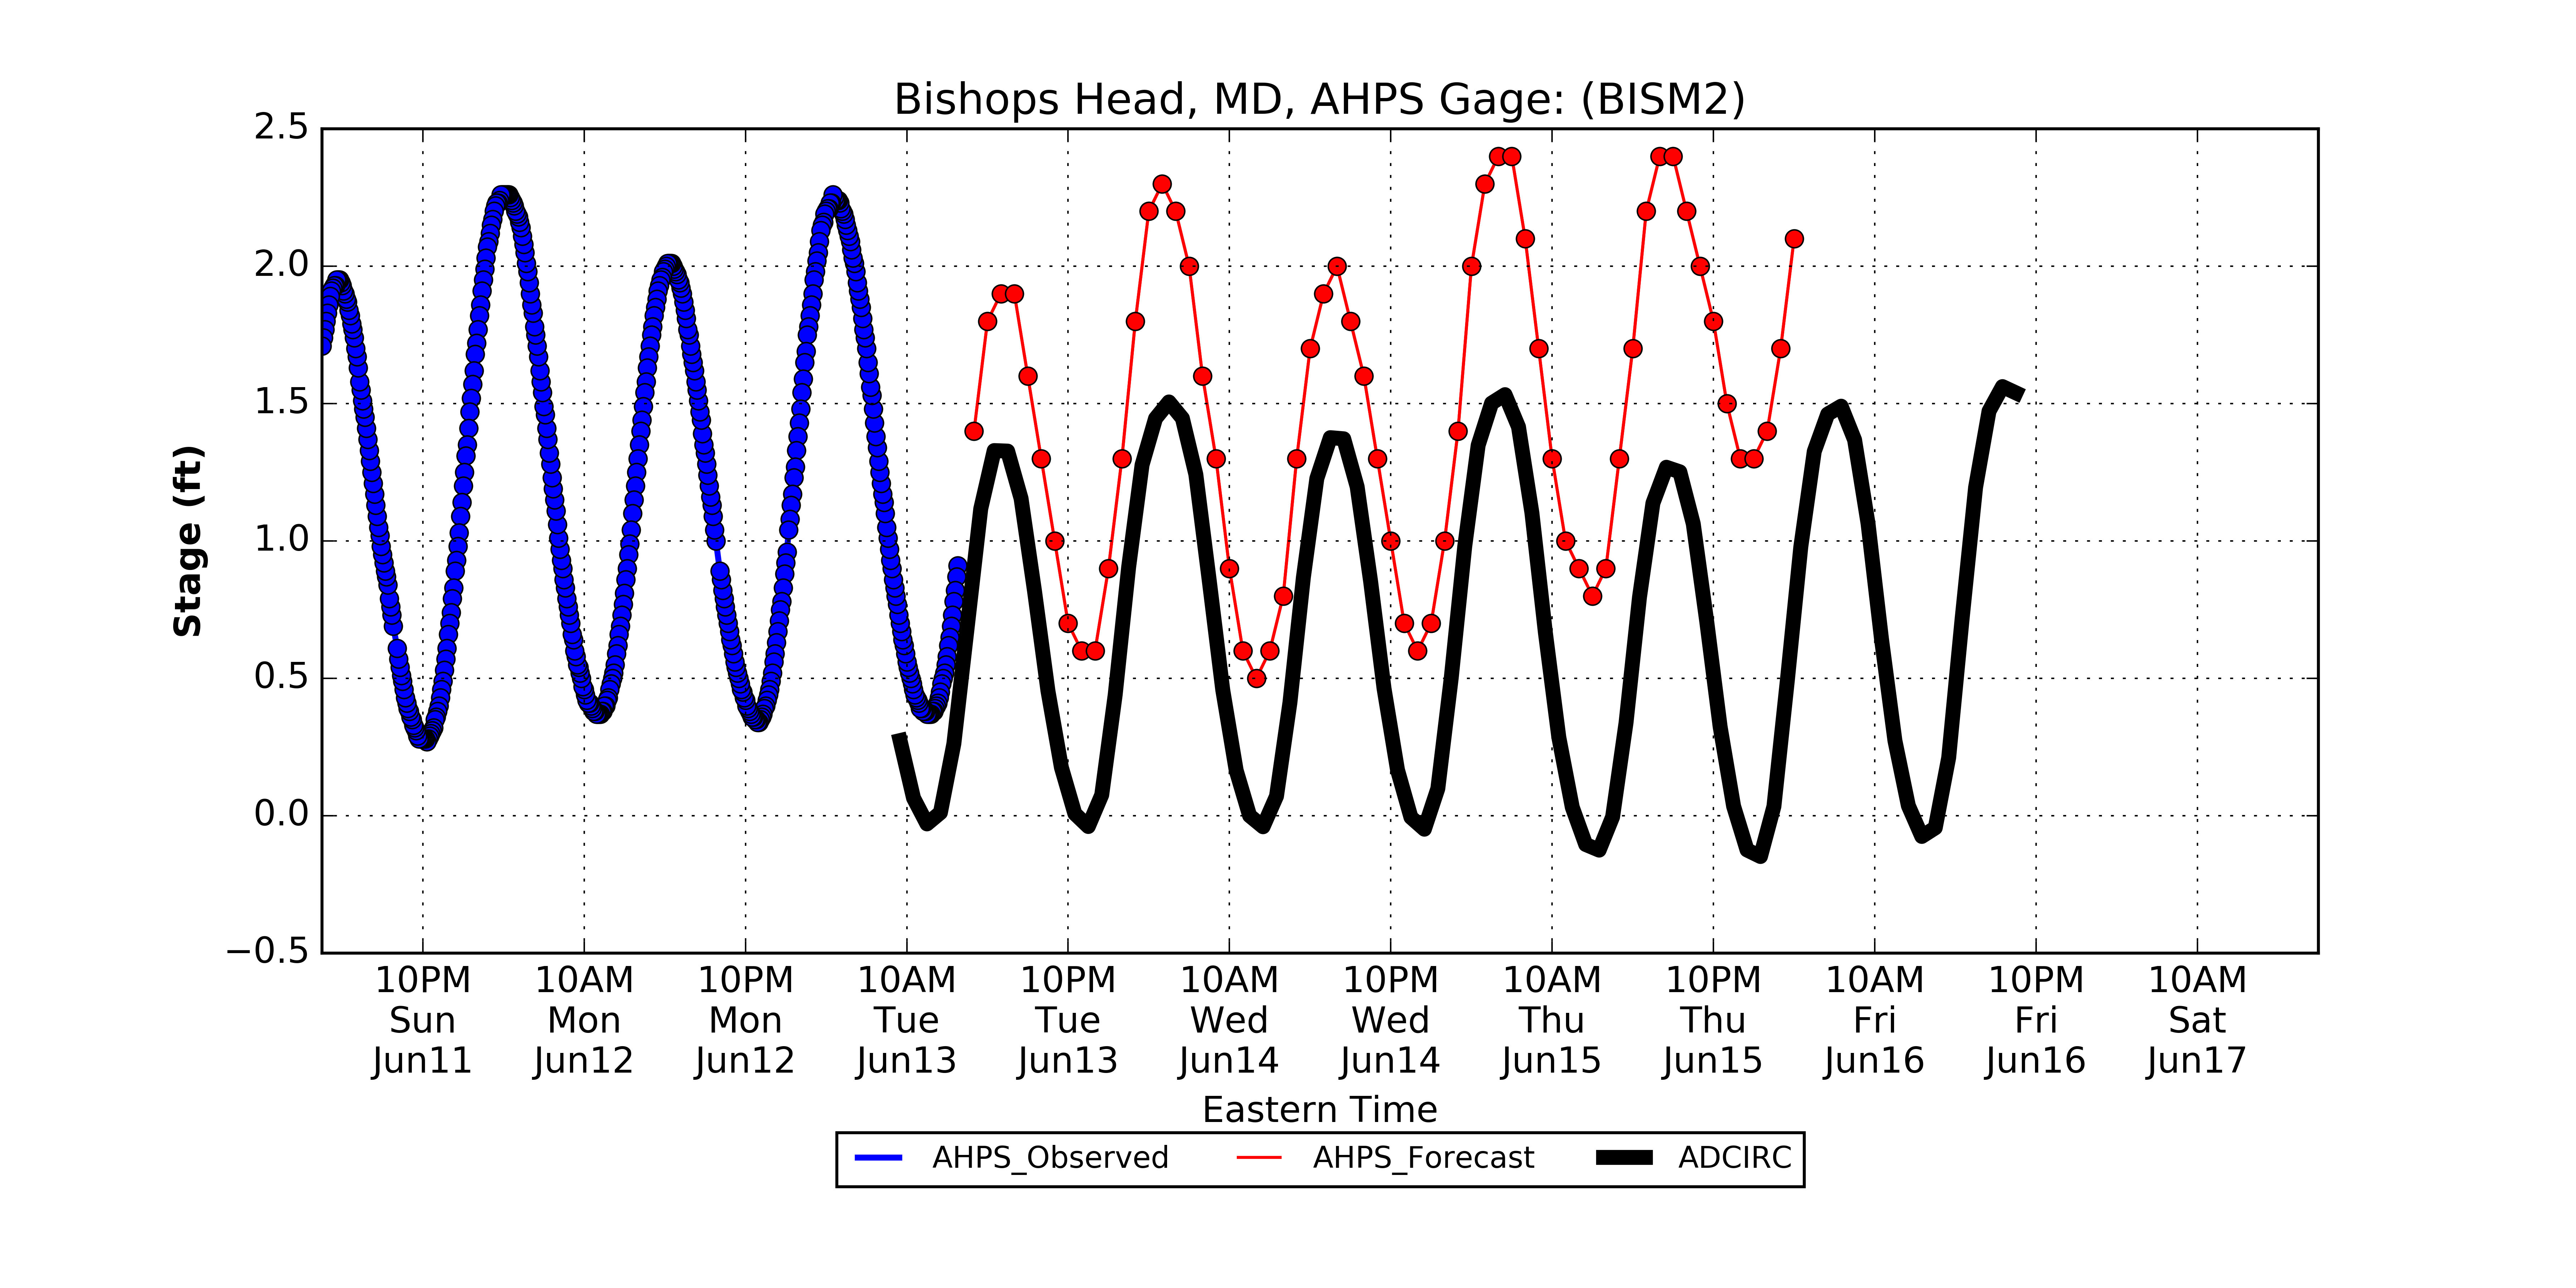 Bishops Head, MD, AHPS Gage: (BISM2)
2.5
2.0
1.5
1.0
0.5
0.0
−0.5
Stage (ft)
10PM 10AM 10PM 10AM 10PM 10AM 10PM 10AM 10PM 10AM 10PM 10AM
Sun Mon Mon Tue Tue Wed Wed Thu Thu Fri Fri Sat
Jun11 Jun12 Jun12 Jun13 Jun13 Jun14 Jun14 Jun15 Jun15 Jun16 Jun16 Jun17
Eastern Time
AHPS_Observed AHPS_Forecast ADCIRC